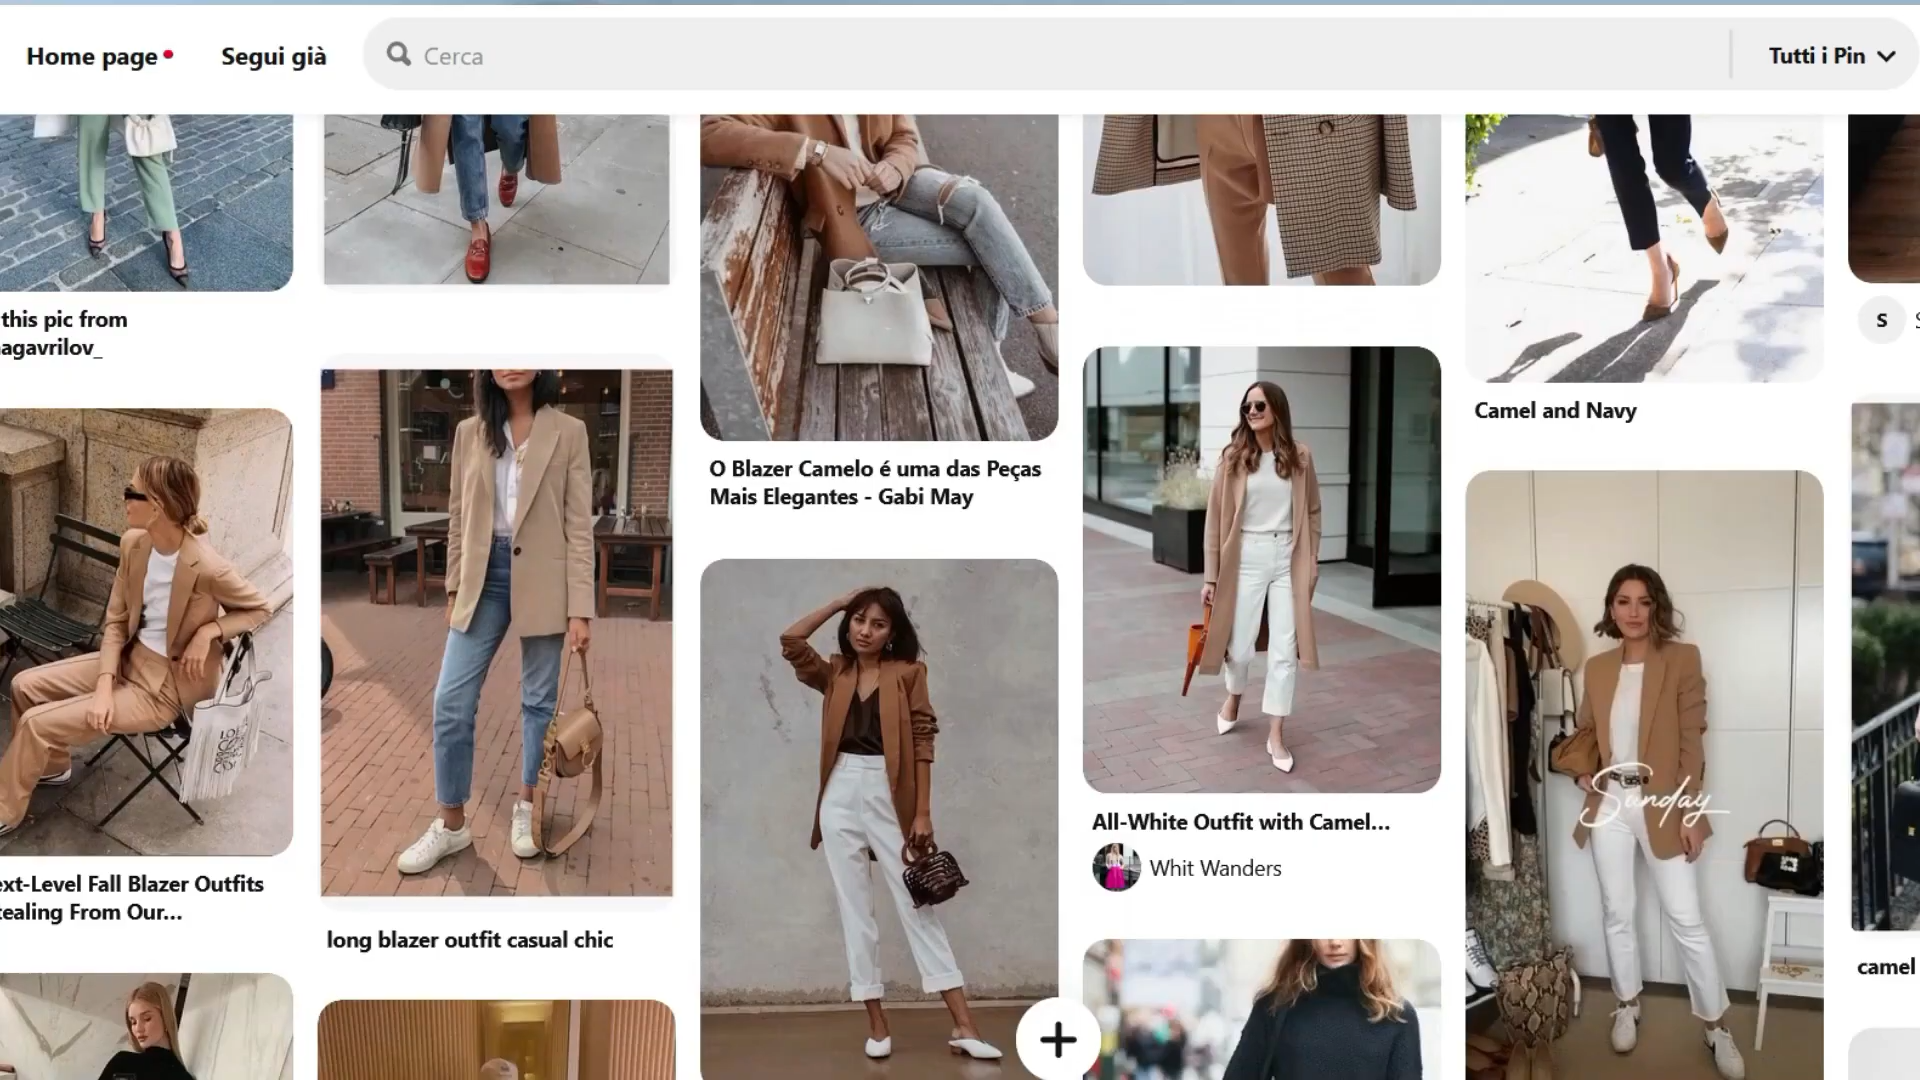 Home page
Segui già
Cerca
Tutti i Pin
this pic from
agavrilov_
S
Camel and Navy
O Blazer Camelo é uma das Peças
Mais Elegantes - Gabi May
LOEWE
Sunday
All-White Outfit with Camel...
Whit Wanders
ext-Level Fall Blazer Outfits
tealing From Our...
long blazer outfit casual chic
camel